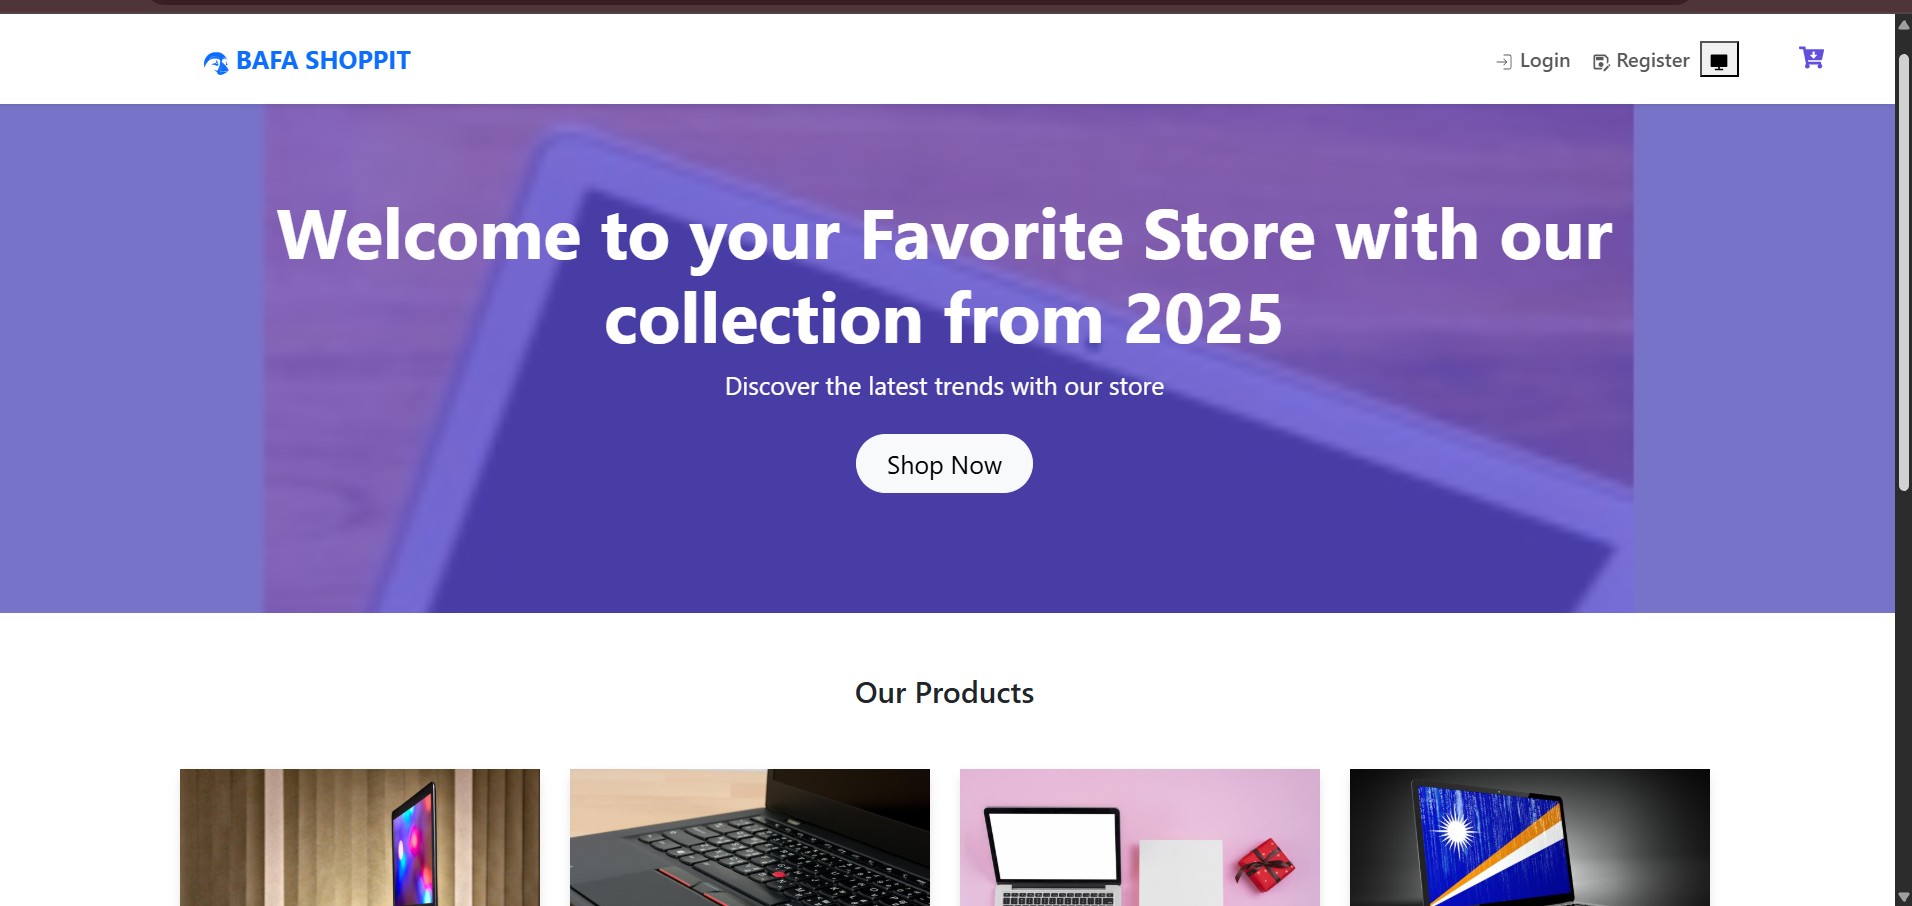 BAFA SHOPPIT
Login
Register
Welcome to your Favorite Store with our
collection from 2025
Discover the latest trends with our store
Shop Now
Our Products